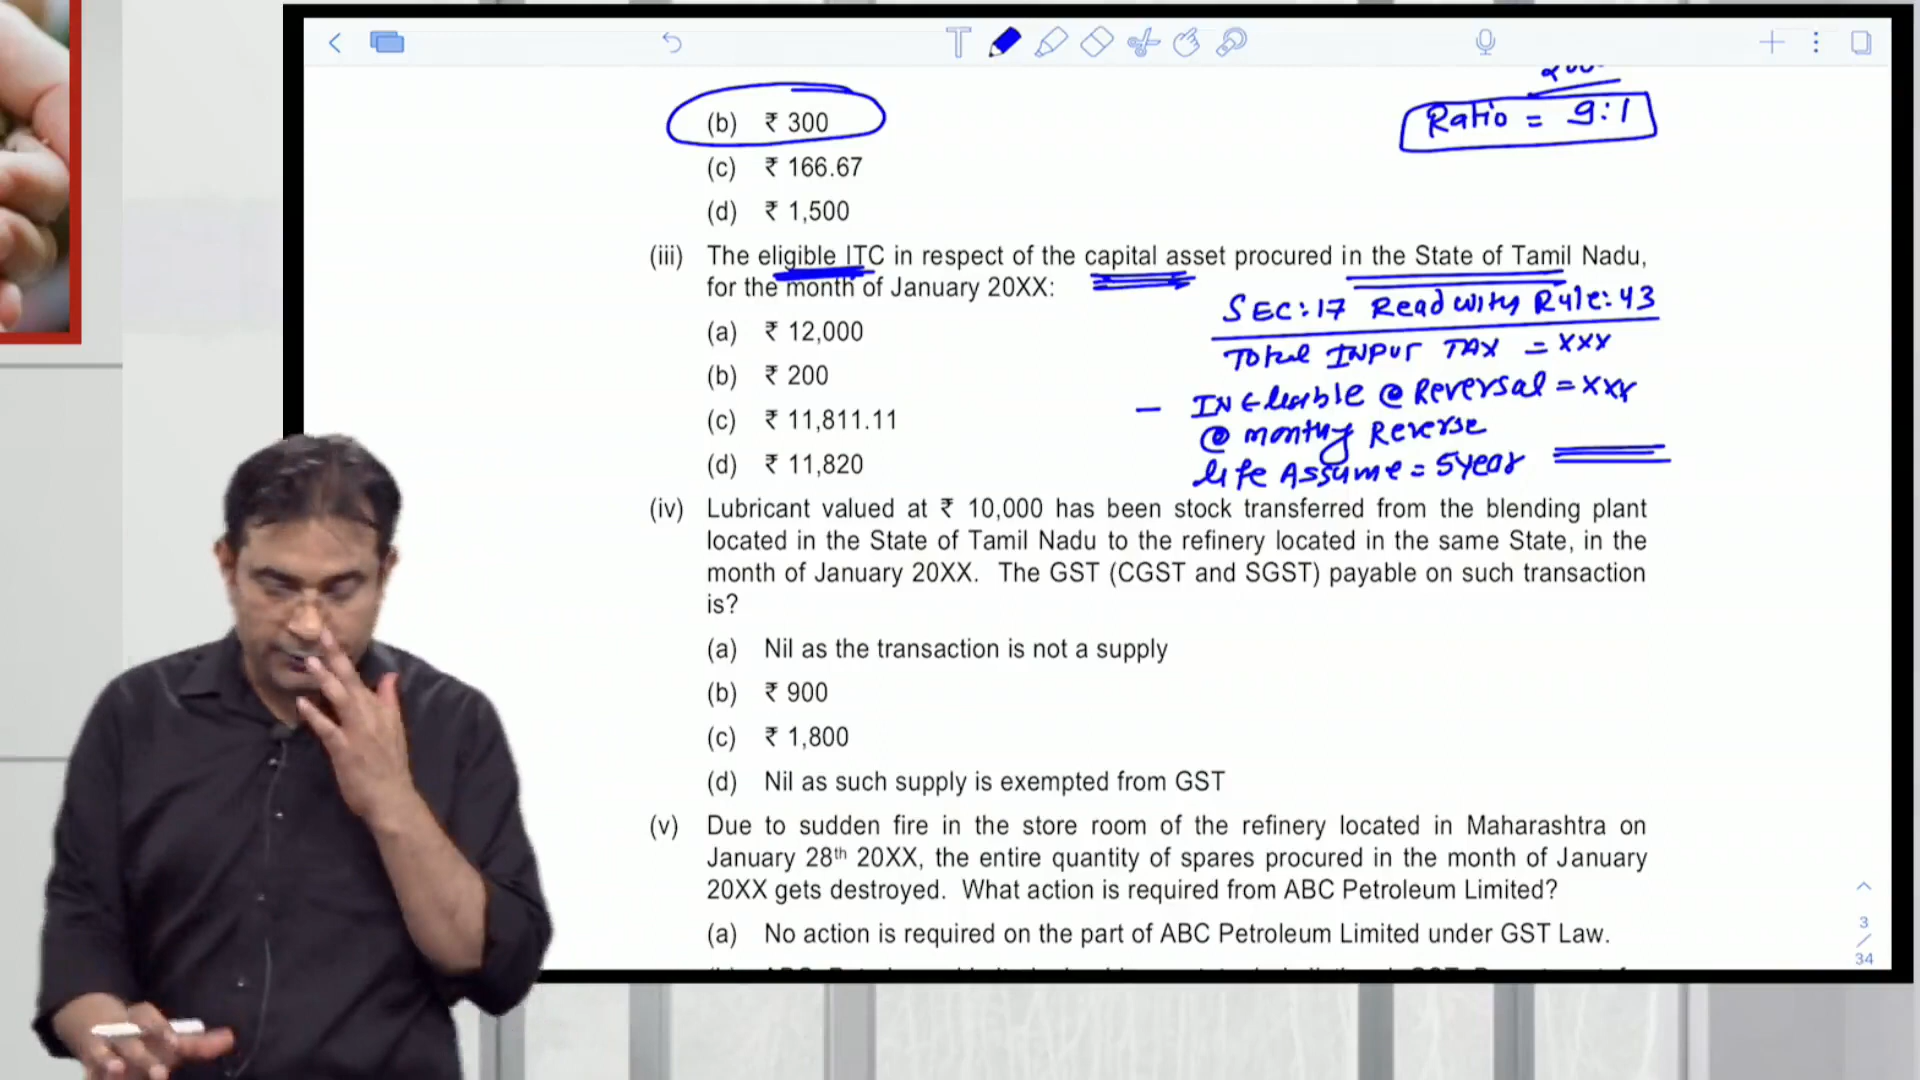 Ratio = 9:1
(b) ₹ 300
(c) ₹ 166.67
(d) ₹ 1,500
(iii) The eligible ITC in respect of the capital asset procured in the State of Tamil Nadu,
for the month of January 20XX:
SEC:17 Read with Rule:43
(a) ₹ 12,000
Total INPUT TAX = XXX
(b) ₹ 200
@ Reversal = XXX
(c) ₹ 11,811.11
@ Reverse
(d) ₹ 11,820
life Assume = 5year
(iv) Lubricant valued at ₹ 10,000 has been stock transferred from the blending plant
located in the State of Tamil Nadu to the refinery located in the same State, in the
month of January 20XX. The GST (CGST and SGST) payable on such transaction
is?
(a) Nil as the transaction is not a supply
(b) ₹ 900
(c) ₹ 1,800
(d) Nil as such supply is exempted from GST
(v) Due to sudden fire in the store room of the refinery located in Maharashtra on
January 28th 20XX, the entire quantity of spares procured in the month of January
20XX gets destroyed. What action is required from ABC Petroleum Limited?
(a) No action is required on the part of ABC Petroleum Limited under GST Law.
3
/
34